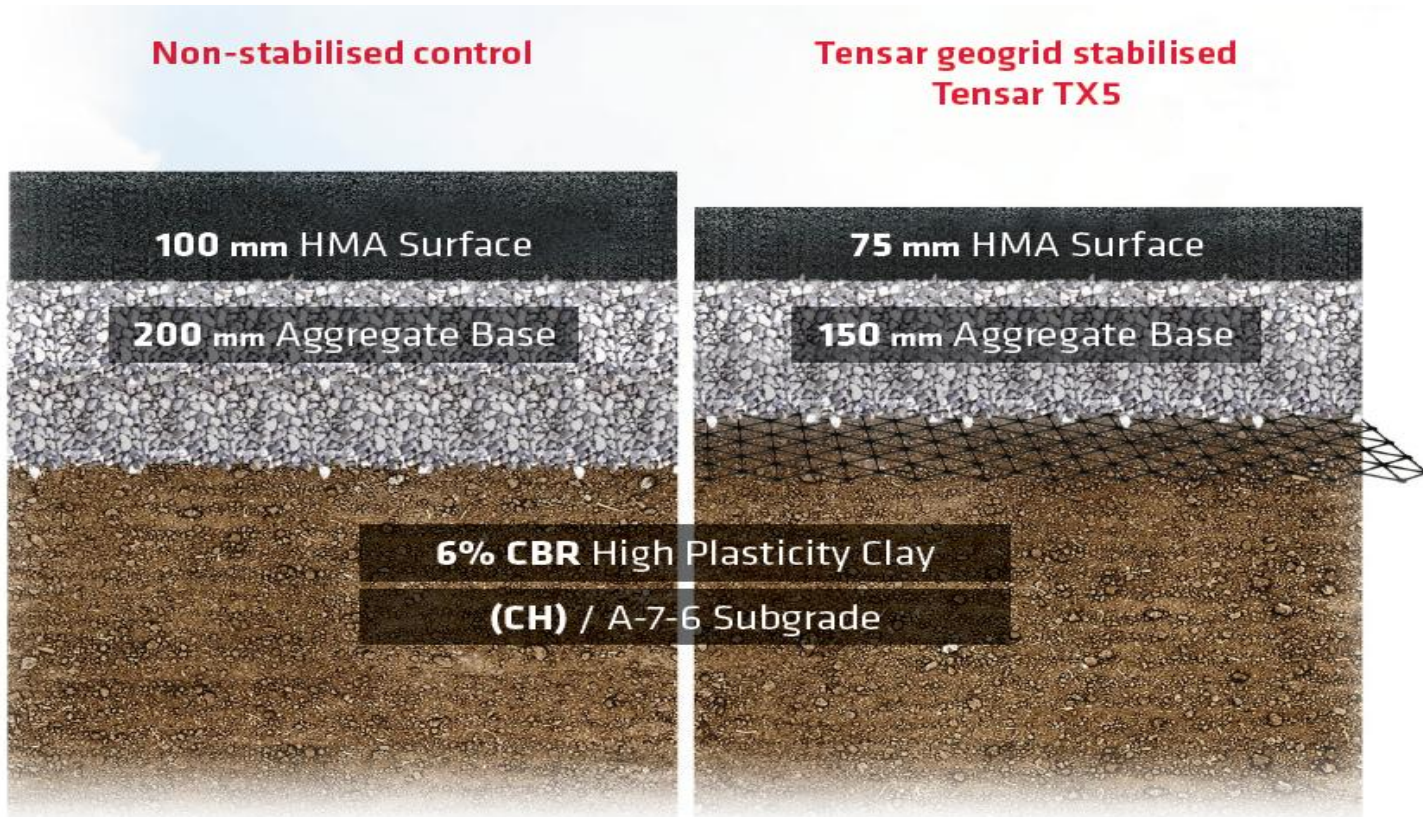 Non-stabilised control
Tensar geogrid stabilised
Tensar TX5
100 mm HMA Surface
200 mm Aggregate Base
75 mm HMA Surface
150 mm Aggregate Base
6% CBR High Plasticity Clay
(CH) / A-7-6 Subgrade